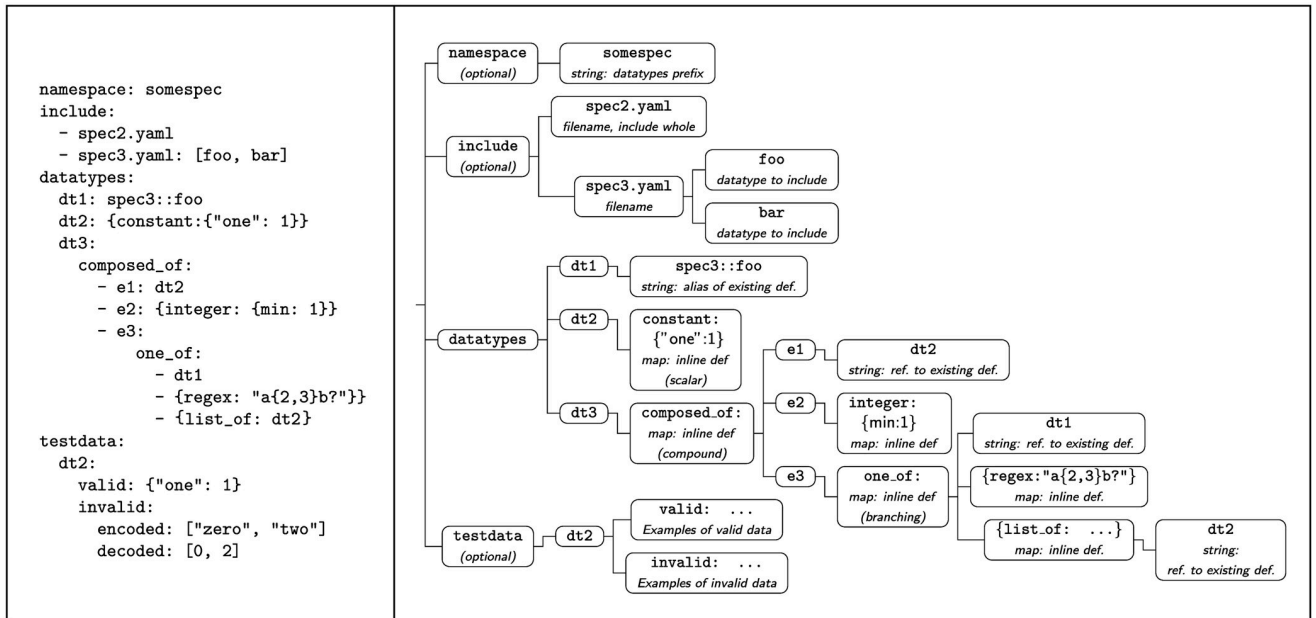 namespace: somespec
include:
  - spec2.yaml
  - spec3.yaml: [foo, bar]
datatypes:
  dt1: spec3::foo
  dt2: {constant:{"one": 1}}
  dt3:
    composed_of:
      - e1: dt2
      - e2: {integer: {min: 1}}
      - e3:
          one_of:
            - dt1
            - {regex: "a{2,3}b?"}}
            - {list_of: dt2}
testdata:
  dt2:
    valid: {"one": 1}
    invalid:
      encoded: ["zero", "two"]
      decoded: [0, 2]
namespace
(optional)
somespec
string: datatypes prefix
include
(optional)
spec2.yaml
filename, include whole
spec3.yaml
filename
foo
datatype to include
bar
datatype to include
datatypes
dt1
spec3::foo
string: alias of existing def.
dt2
constant:
{"one":1}
map: inline def
(scalar)
dt3
composed_of:
map: inline def
(compound)
e1
dt2
string: ref. to existing def.
e2
integer:
{min:1}
map: inline def
e3
one_of:
map: inline def
(branching)
dt1
string: ref. to existing def.
{regex:"a{2,3}b?"}
map: inline def.
{list_of: ...}
map: inline def.
dt2
string:
ref. to existing def.
testdata
(optional)
dt2
valid: ...
Examples of valid data
invalid: ...
Examples of invalid data